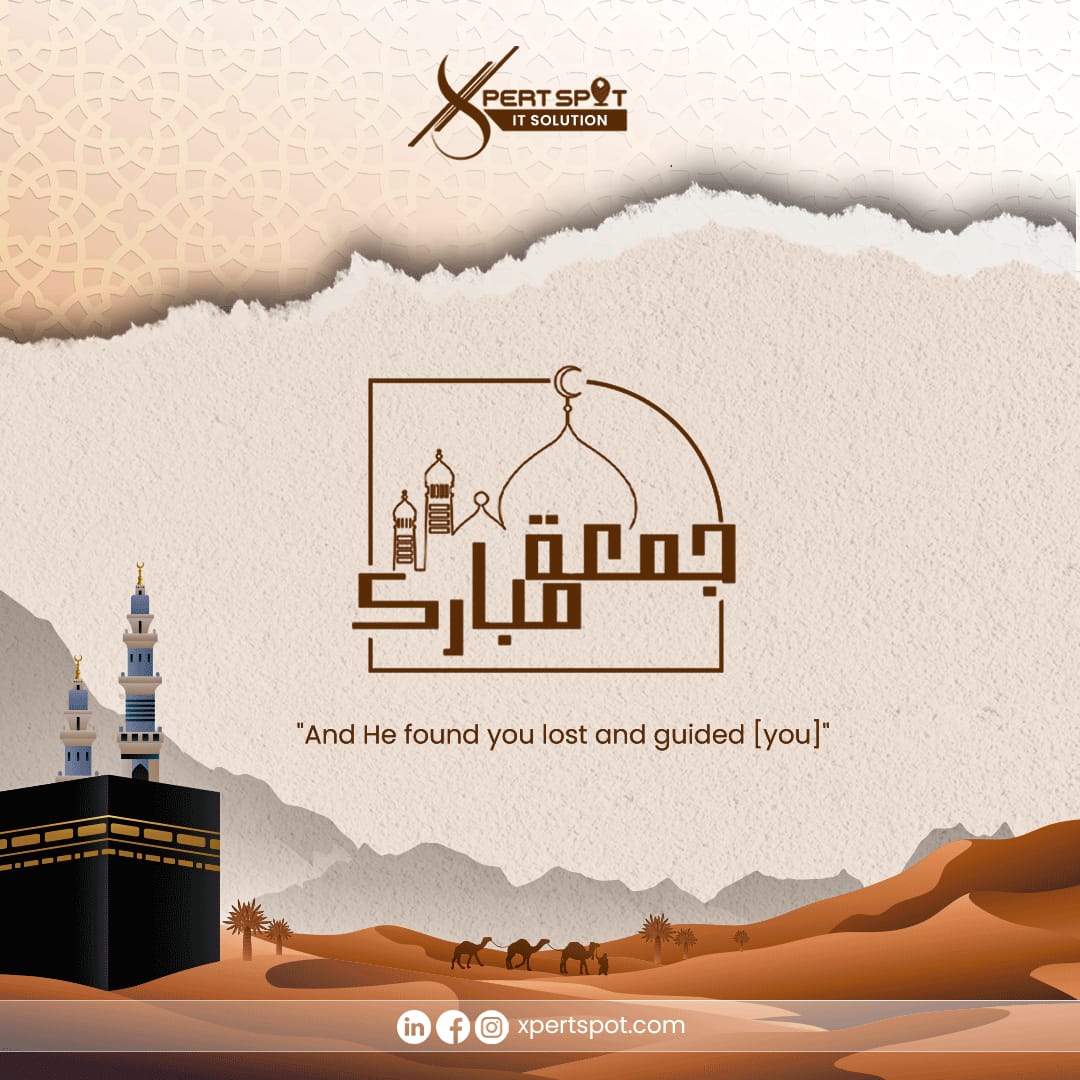 XPERT SPOT
IT SOLUTION
جمعة
مبارك
"And He found you lost and guided [you]"
xpertspot.com